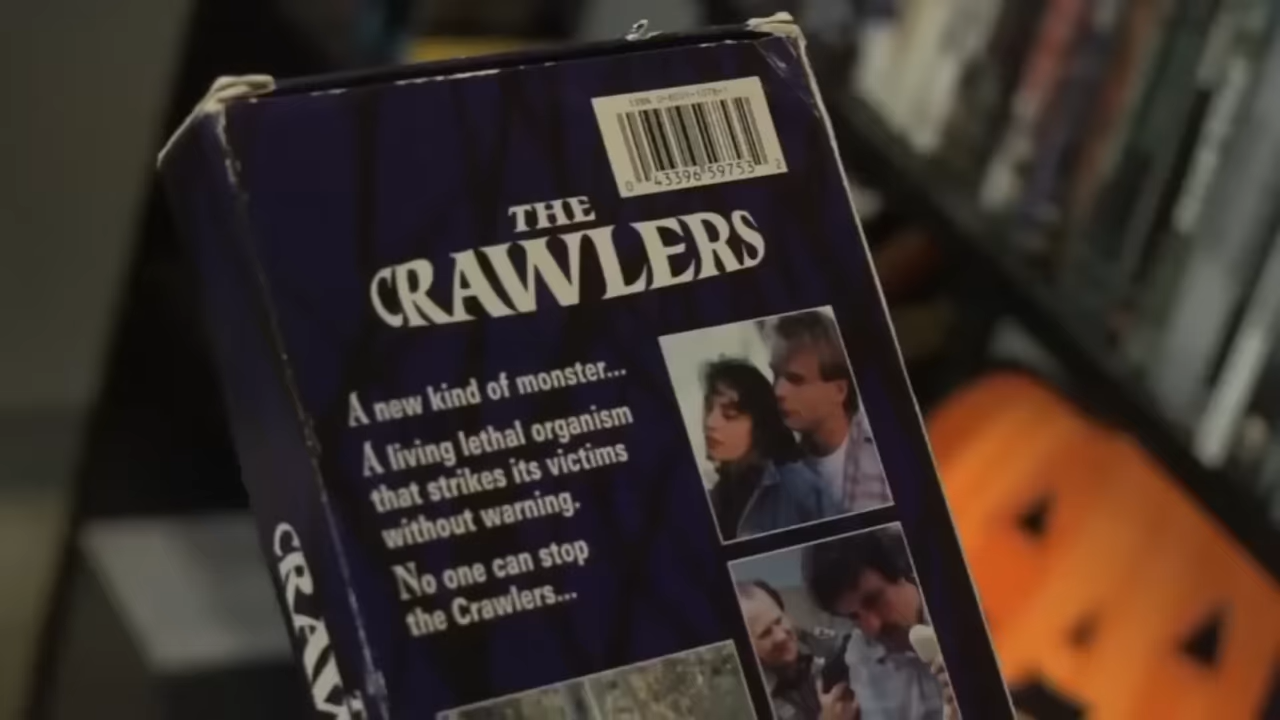 0 43396 59753 2
THE
CRAWLERS
A new kind of monster...
A living lethal organism
that strikes its victims
without warning.
No one can stop
the Crawlers...
CRAW